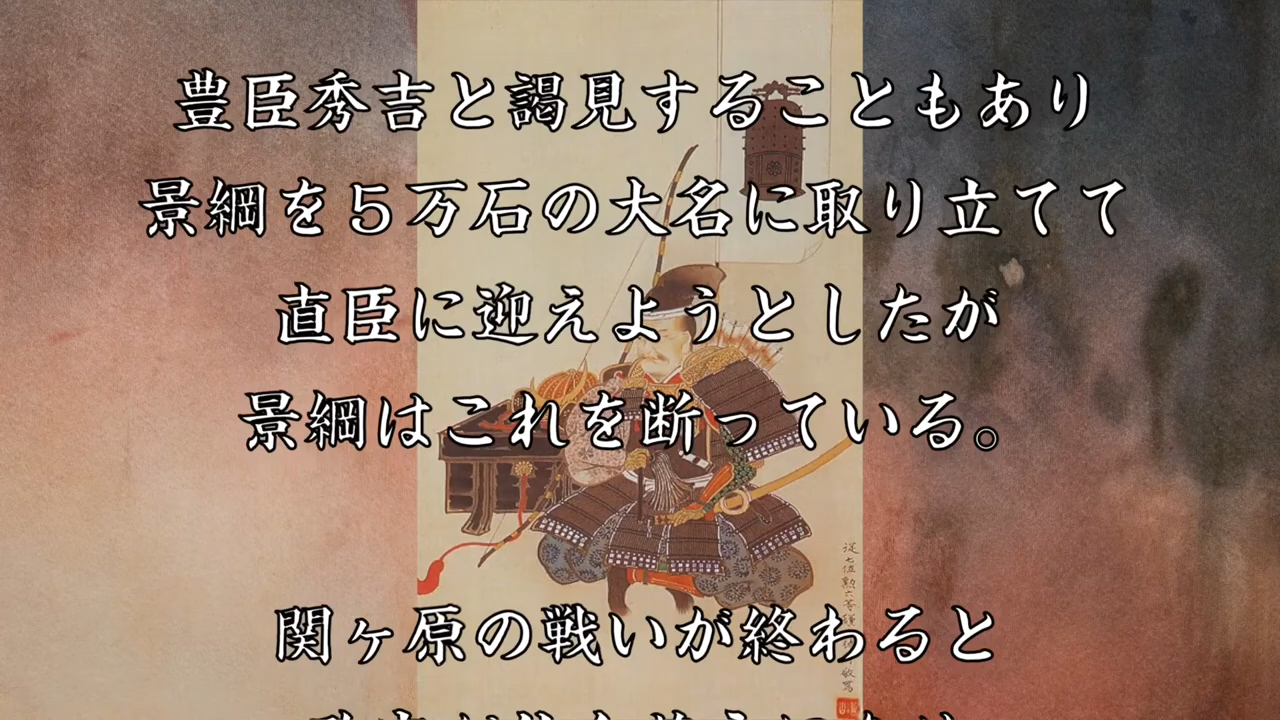 豊臣秀吉と謁見することもあり
景綱を５万石の大名に取り立てて
直臣に迎えようとしたが
景綱はこれを断っている。
関ヶ原の戦いが終わると